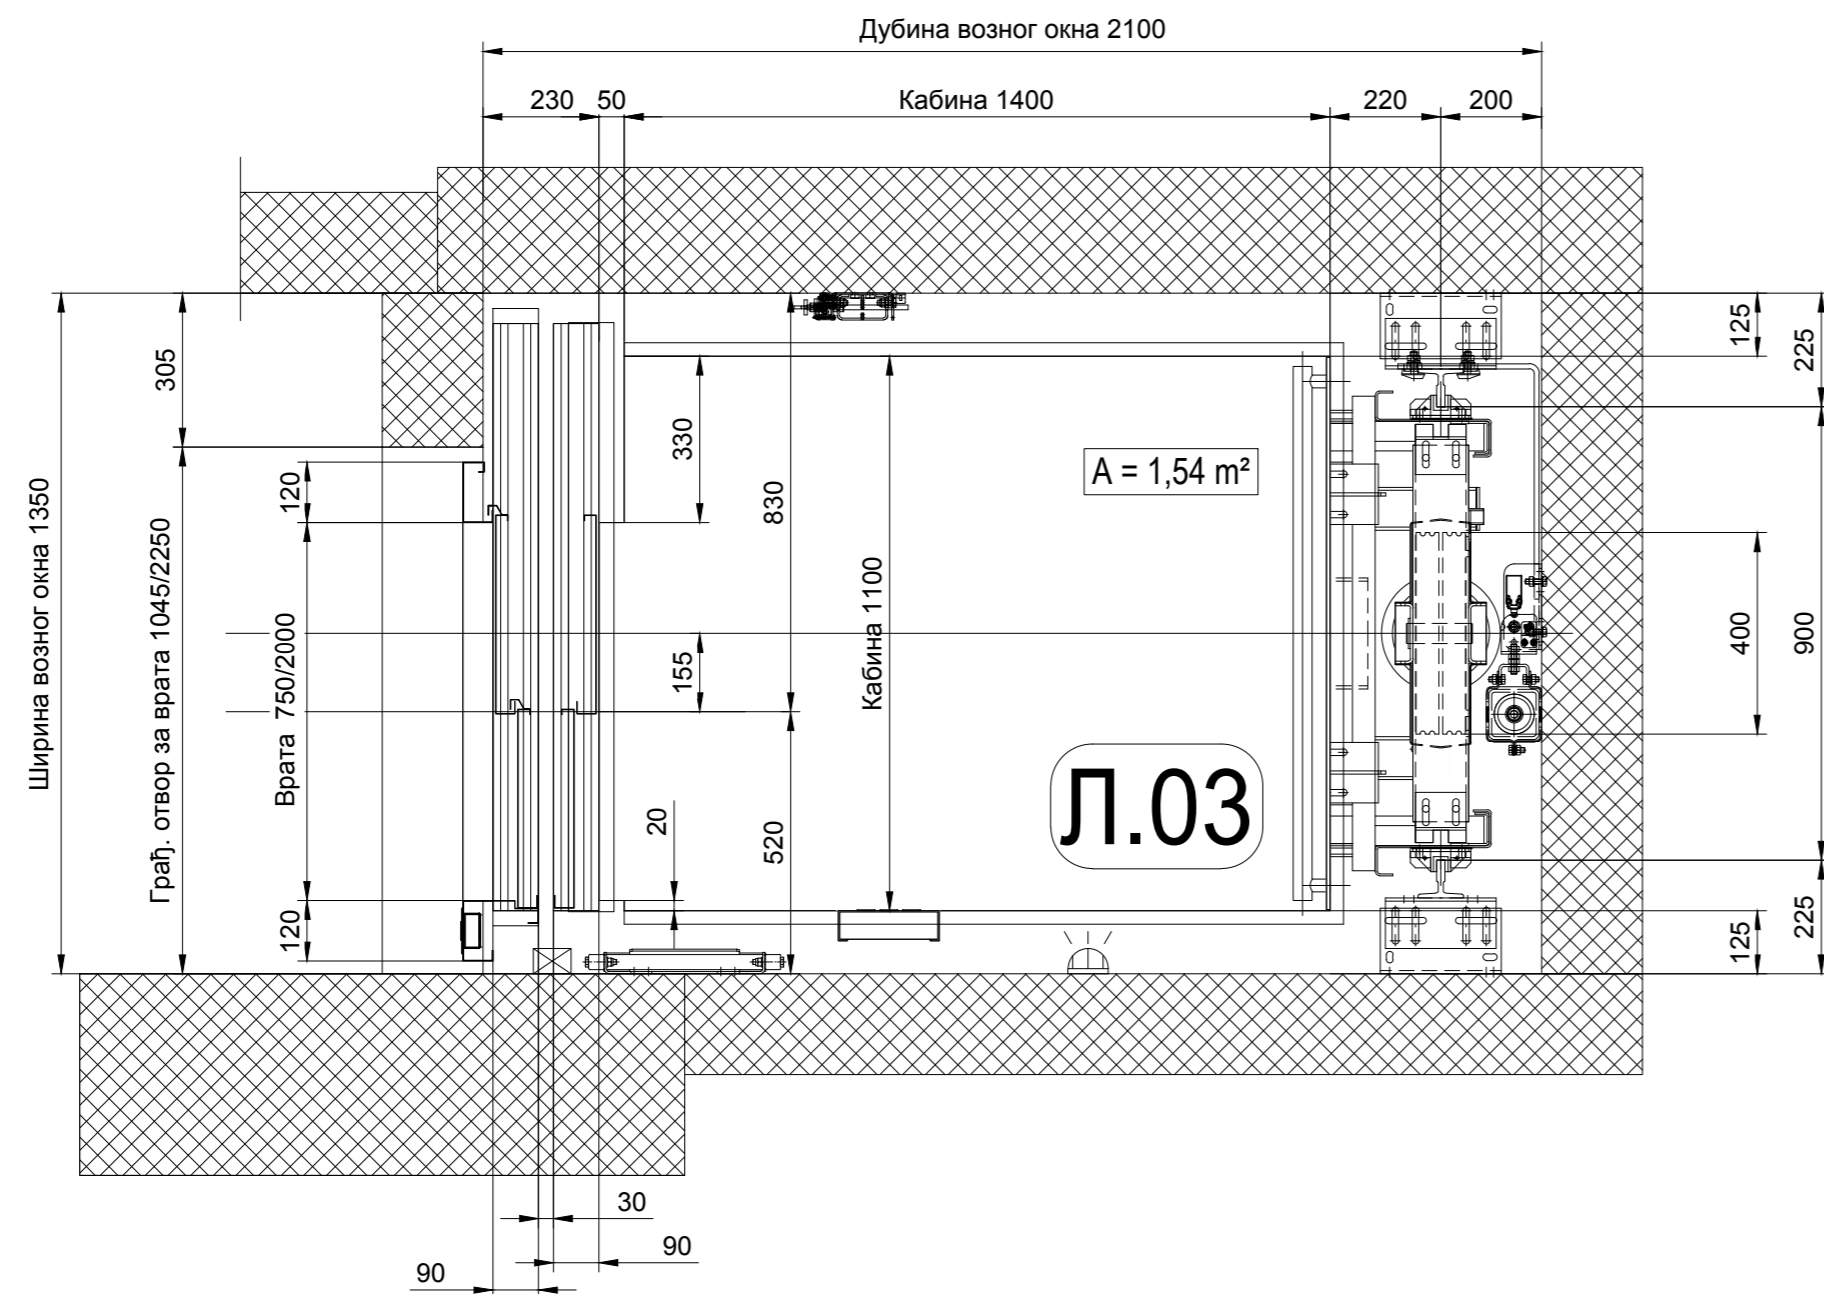 Дубина возног окна 2100
230
50
Кабина 1400
220
200
Ширина возног окна 1350
305
Грађ. отвор за врата 1045/2250
120
Врата 750/2000
120
330
830
155
20
520
Кабина 1100
A = 1,54 m²
Л.03
125
225
400
900
125
225
30
90
90